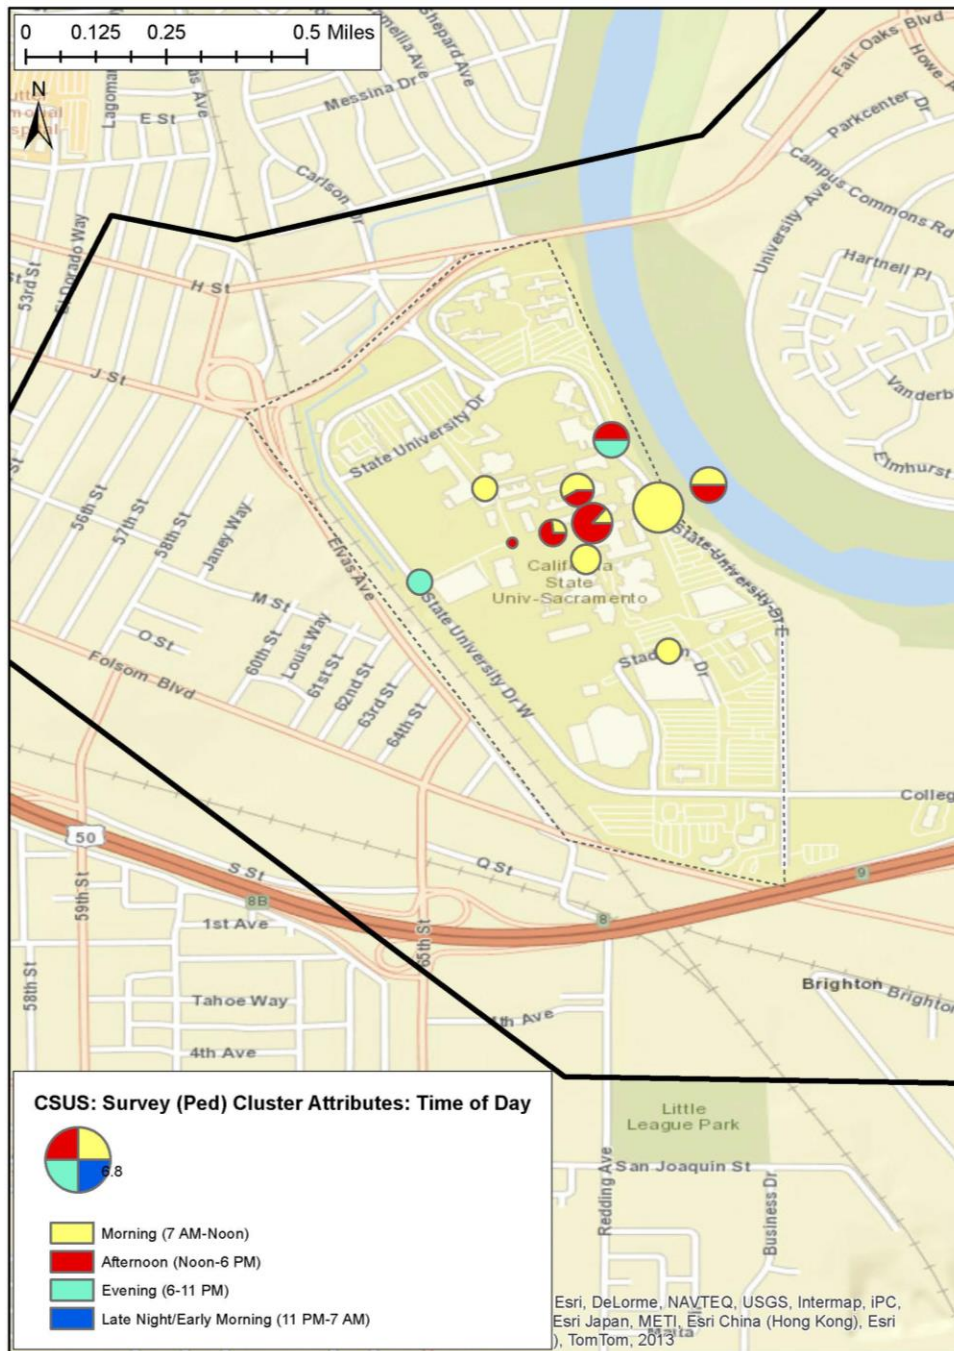 0 0.125 0.25 0.5 Miles
N
Shepard Ave
Messina Dr
E St
Carlson Dr
Fair Oaks Blvd
Parkcenter Dr
Campus Commons Rd
University Ave
Hartnell Pl
Elmhurst
53rd St
El Dorado Way
H St
J St
State University Dr
56th St
57th St
58th St
Janey Way
Elvas Ave
M St
O St
60th St
Louis Way
61st St
62nd St
63rd St
64th St
Folsom Blvd
State University Dr W
State University Dr E
State
Univ-Sacramento
Dr
Colleg
50
59th St
S St
8B
Q St
8
9
1st Ave
65th St
58th St
Tahoe Way
4th Ave
Brighton
Brighton
Little
League Park
San Joaquin St
Redding Ave
Business Dr
CSUS: Survey (Ped) Cluster Attributes: Time of Day
6.8
Morning (7 AM-Noon)
Afternoon (Noon-6 PM)
Evening (6-11 PM)
Late Night/Early Morning (11 PM-7 AM)
Esri, DeLorme, NAVTEQ, USGS, Intermap, iPC,
Esri Japan, METI, Esri China (Hong Kong), Esri
), TomTom, 2013